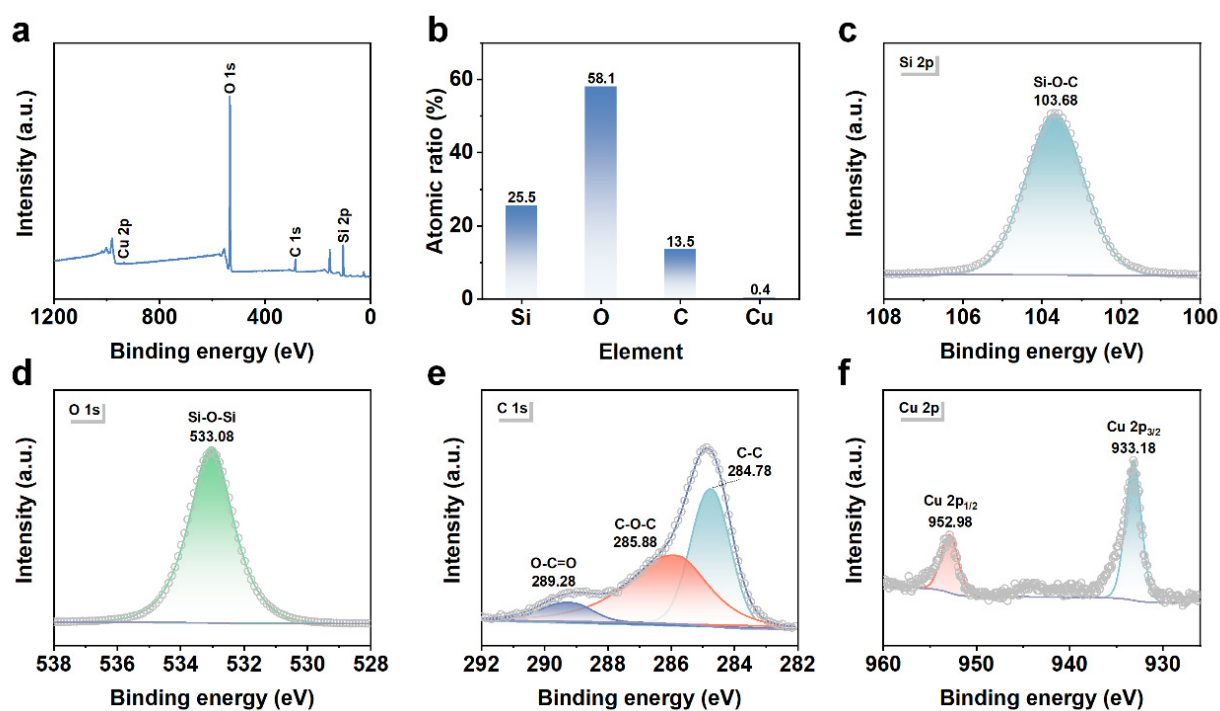 a
Intensity (a.u.)
Cu 2p
O 1s
C 1s
Si 2p
1200 800 400 0
Binding energy (eV)
b
Atomic ratio (%)
60
40
20
0
25.5
58.1
13.5
0.4
Si O C Cu
Element
c
Si 2p
Si-O-C
103.68
Intensity (a.u.)
108 106 104 102 100
Binding energy (eV)
d
O 1s
Si-O-Si
533.08
Intensity (a.u.)
538 536 534 532 530 528
Binding energy (eV)
e
C 1s
C-C
284.78
C-O-C
285.88
O-C=O
289.28
Intensity (a.u.)
292 290 288 286 284 282
Binding energy (eV)
f
Cu 2p
Cu 2p3/2
933.18
Cu 2p1/2
952.98
Intensity (a.u.)
960 950 940 930
Binding energy (eV)